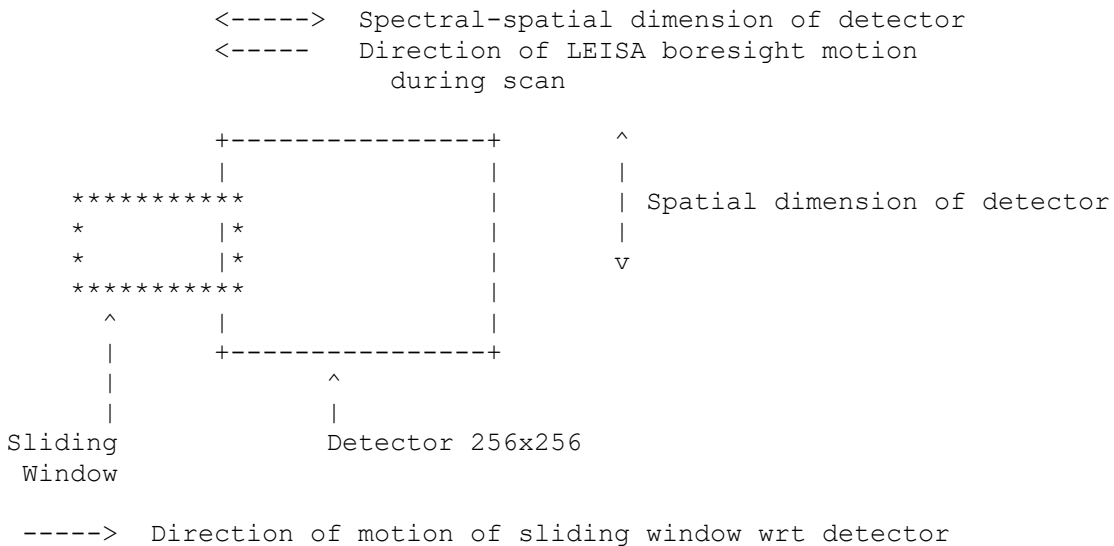 <-----> Spectral-spatial dimension of detector
<----- Direction of LEISA boresight motion
during scan
Spatial dimension of detector
Sliding Window
Detector 256x256
-----> Direction of motion of sliding window wrt detector